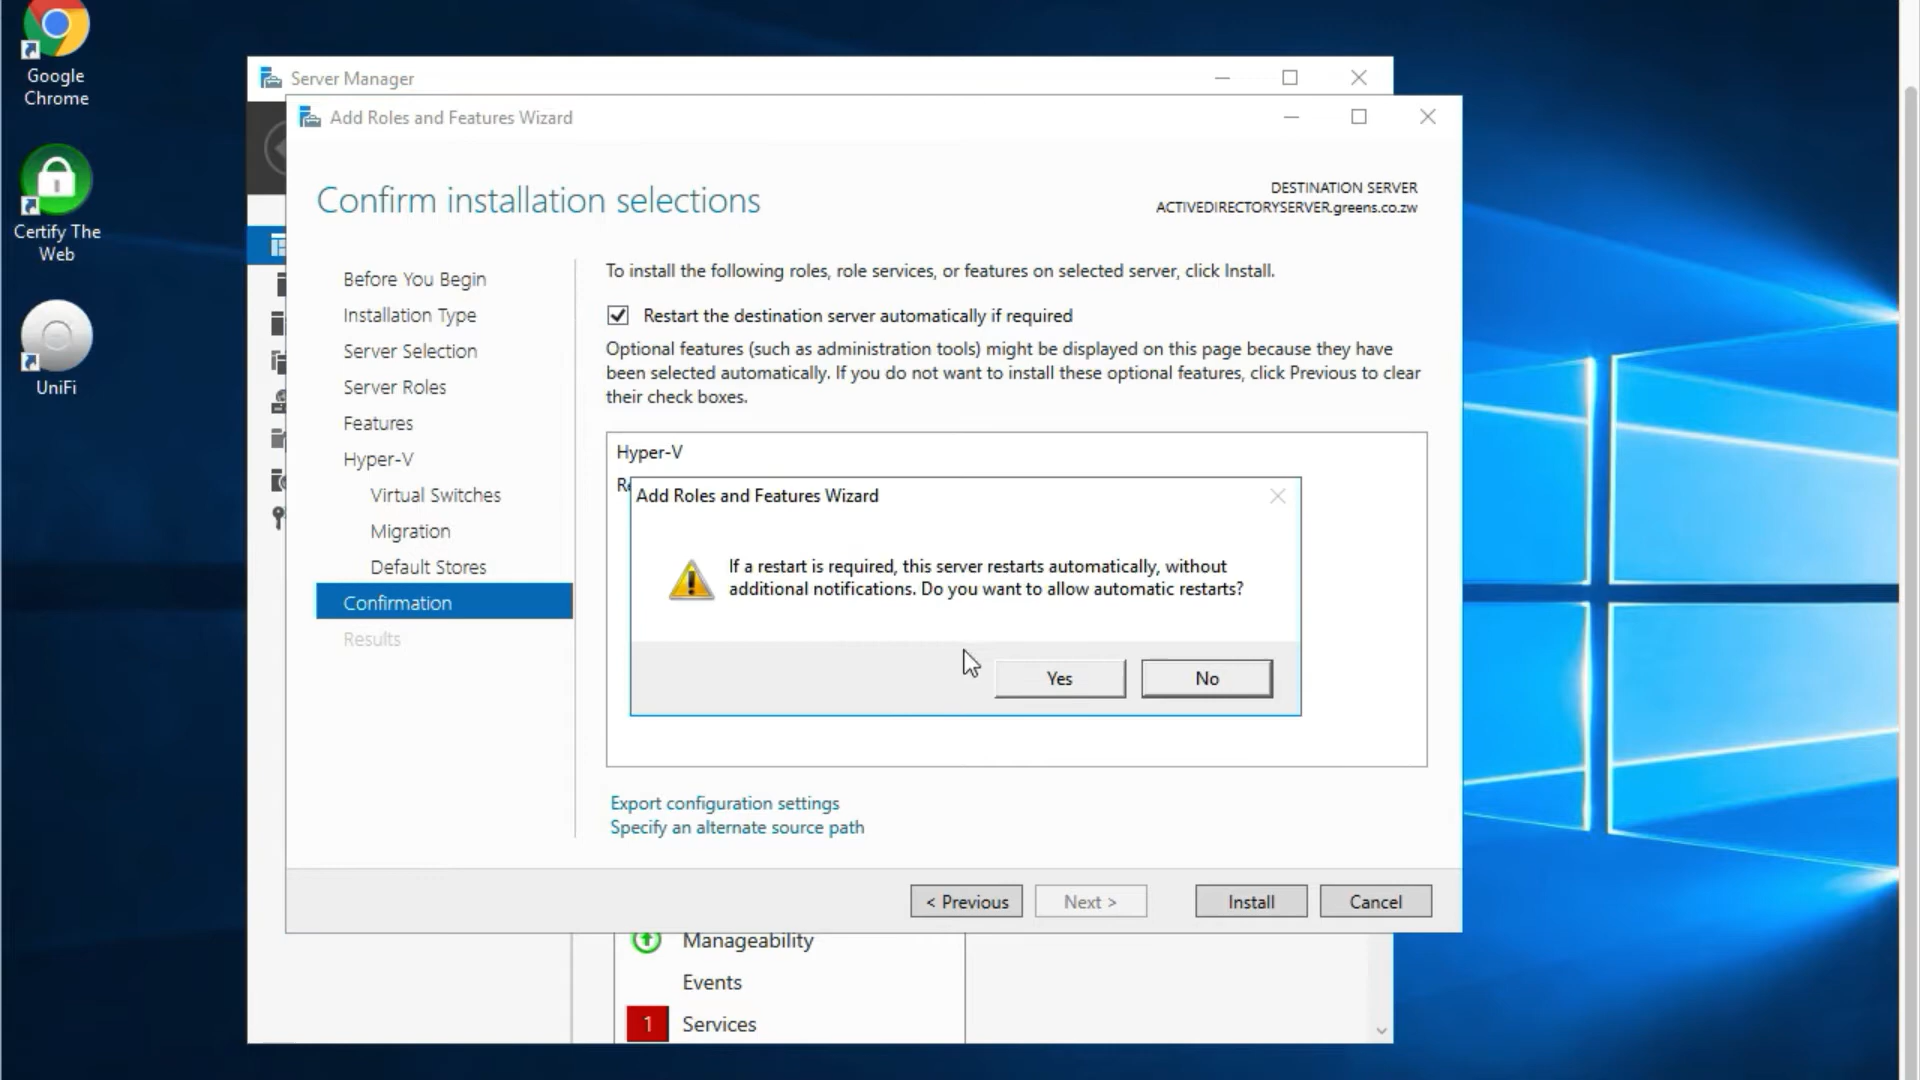 Google
Chrome
Certify The
Web
UniFi
Server Manager
Add Roles and Features Wizard
Confirm installation selections
DESTINATION SERVER
ACTIVEDIRECTORYSERVER.greens.co.zw
Before You Begin
Installation Type
Server Selection
Server Roles
Features
Hyper-V
Virtual Switches
Migration
Default Stores
Confirmation
Results
To install the following roles, role services, or features on selected server, click Install.
Restart the destination server automatically if required
Optional features (such as administration tools) might be displayed on this page because they have
been selected automatically. If you do not want to install these optional features, click Previous to clear
their check boxes.
Hyper-V
Add Roles and Features Wizard
If a restart is required, this server restarts automatically, without
additional notifications. Do you want to allow automatic restarts?
Yes
No
Export configuration settings
Specify an alternate source path
< Previous
Next >
Install
Cancel
Manageability
Events
1
Services